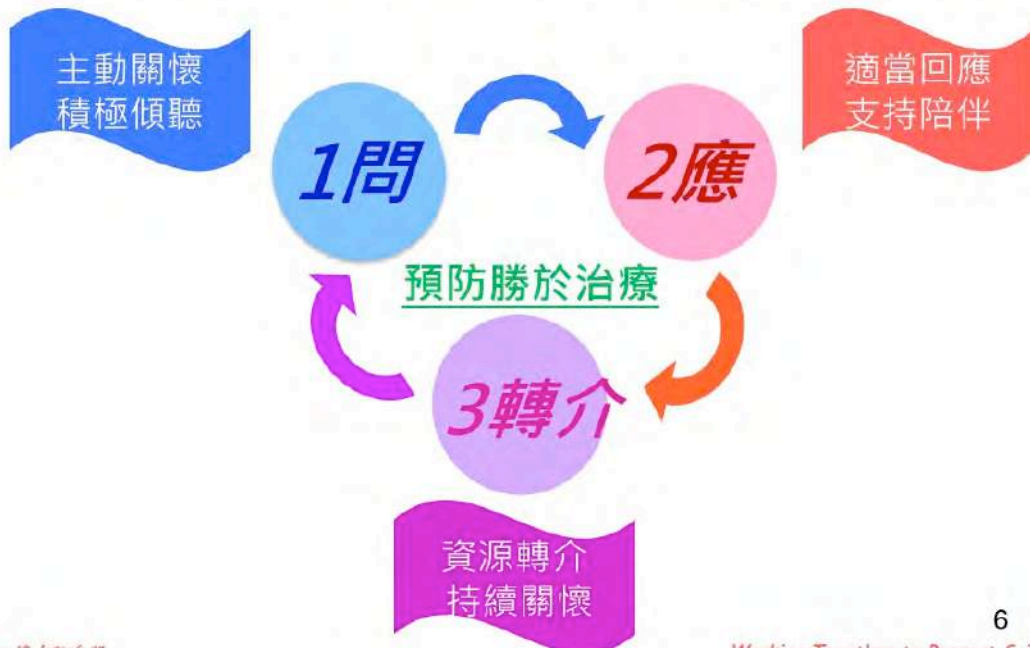 主動關懷
積極傾聽
適當回應
支持陪伴
1問
2應
預防勝於治療
3轉介
資源轉介
持續關懷
6